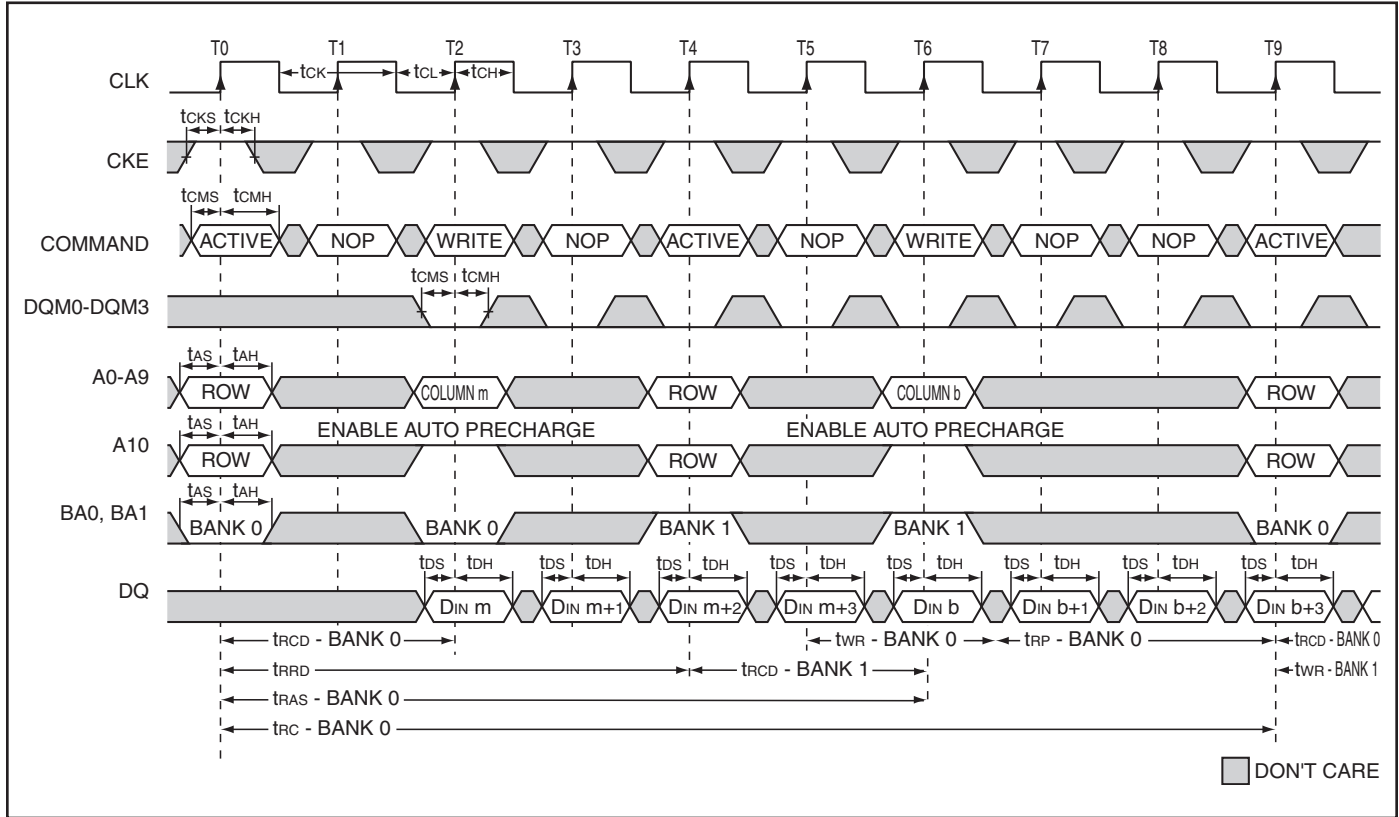 T0 T1 T2 T3 T4 T5 T6 T7 T8 T9
CLK tCK tCL tCH
tCKS tCKH
CKE
tCMS tCMH
COMMAND ACTIVE NOP WRITE NOP ACTIVE NOP WRITE NOP NOP ACTIVE
tCMS tCMH
DQM0-DQM3
tAS tAH
A0-A9 ROW COLUMN m ROW COLUMN b ROW
tAS tAH ENABLE AUTO PRECHARGE ENABLE AUTO PRECHARGE
A10 ROW ROW ROW
tAS tAH
BA0, BA1 BANK 0 BANK 0 BANK 1 BANK 1 BANK 0
tDS tDH tDS tDH tDS tDH tDS tDH tDS tDH tDS tDH tDS tDH tDS tDH
DQ DIN m DIN m+1 DIN m+2 DIN m+3 DIN b DIN b+1 DIN b+2 DIN b+3
tRCD - BANK 0 tWR - BANK 0 tRP - BANK 0 tRCD - BANK 0
tRRD tRCD - BANK 1 tWR - BANK 1
tRAS - BANK 0
tRC - BANK 0
DON'T CARE